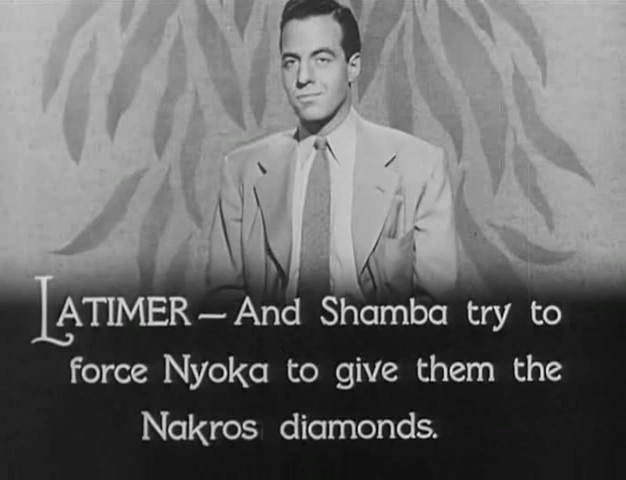 LATIMER — And Shamba try to
force Nyoka to give them the
Nakros diamonds.